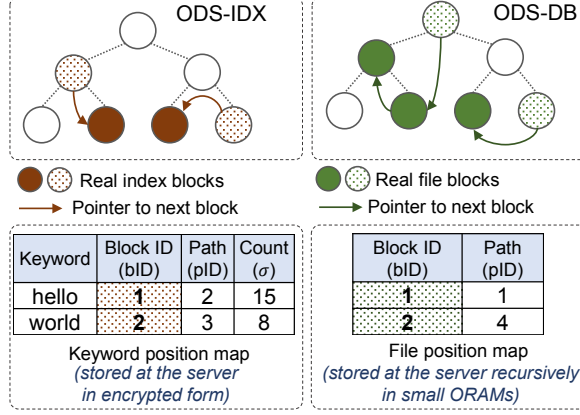 ODS-IDX
ODS-DB
Real index blocks
Pointer to next block
Real file blocks
Pointer to next block
Keyword Block ID (bID) Path (pID) Count (σ)
hello 1 2 15
world 2 3 8
Keyword position map
(stored at the server
in encrypted form)
Block ID (bID) Path (pID)
1 1
2 4
File position map
(stored at the server recursively
in small ORAMs)